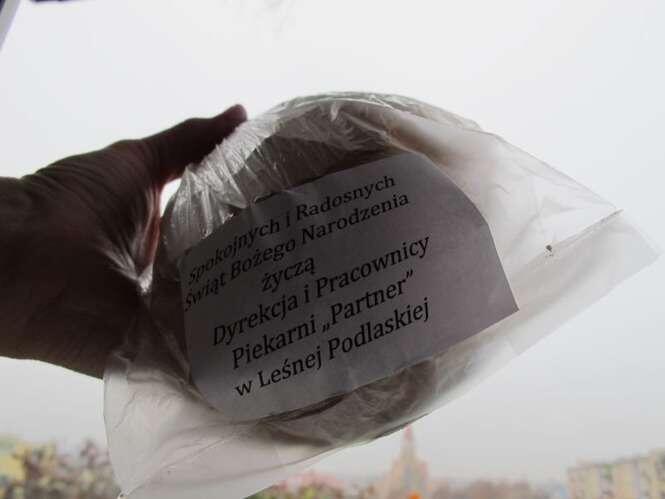 Spokojnych i Radosnych
Świąt Bożego Narodzenia
życzą
Dyrekcja i Pracownicy
Piekarni „Partner”
w Leśnej Podlaskiej